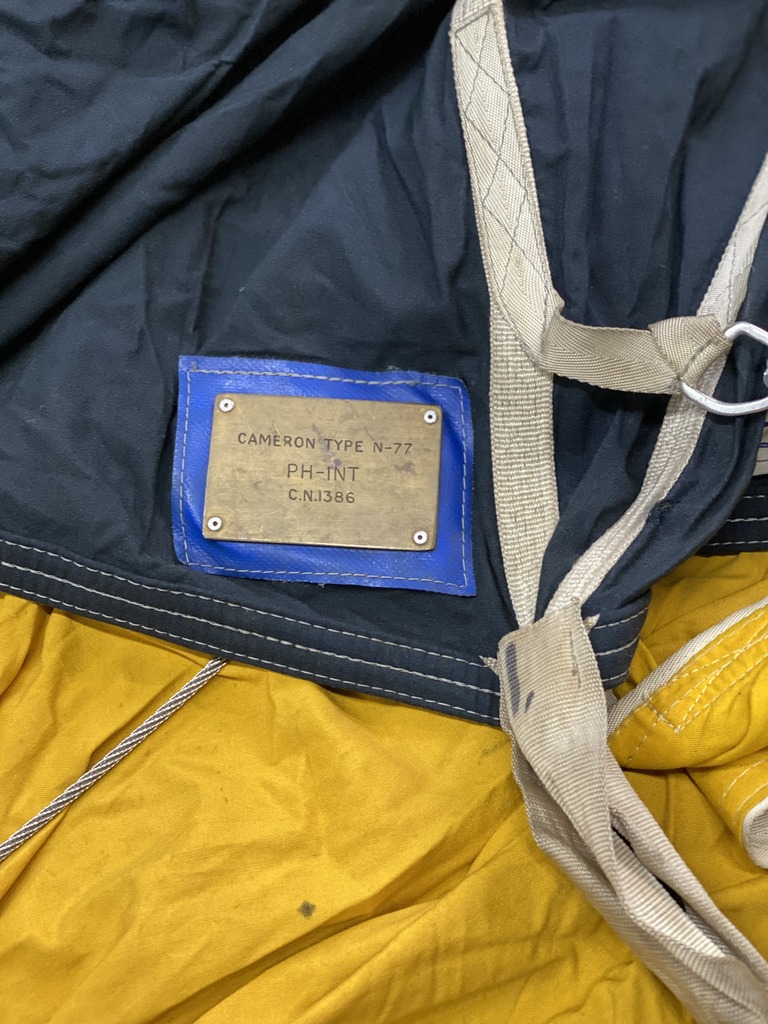 CAMERON TYPE N-77
PH-INT
C.N.1386